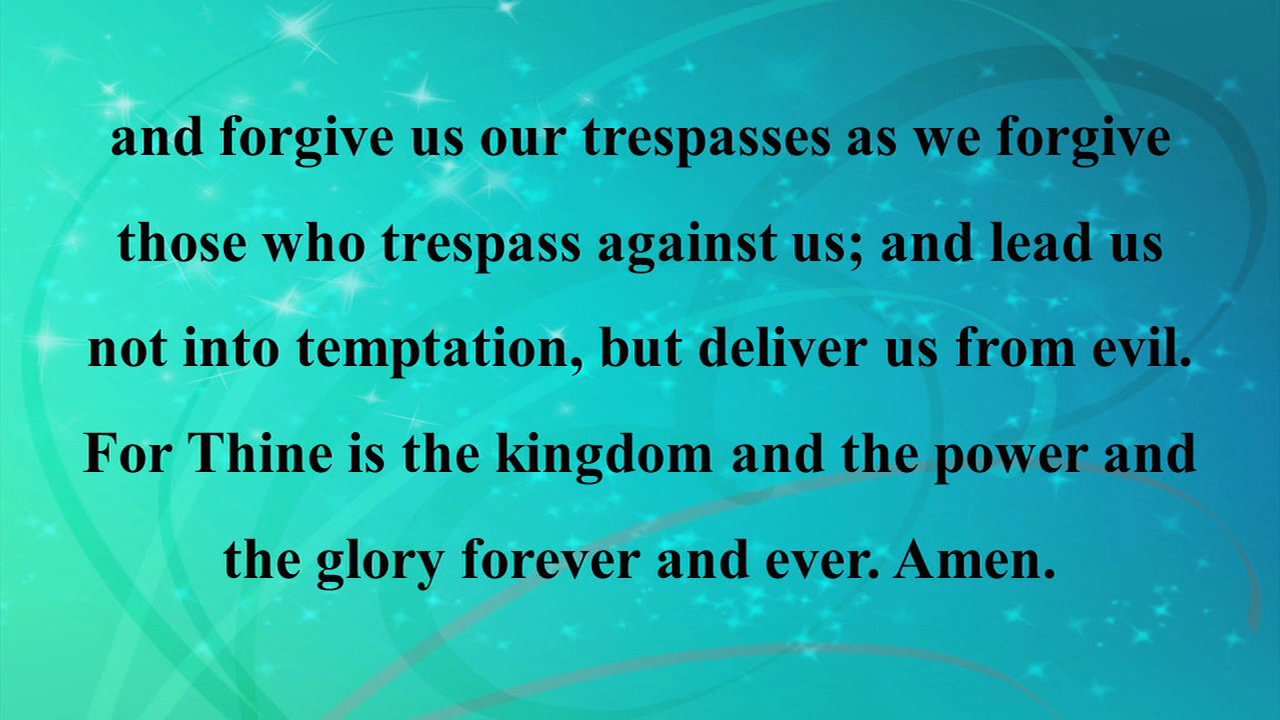 and forgive us our trespasses as we forgive
those who trespass against us; and lead us
not into temptation, but deliver us from evil.
For Thine is the kingdom and the power and
the glory forever and ever. Amen.